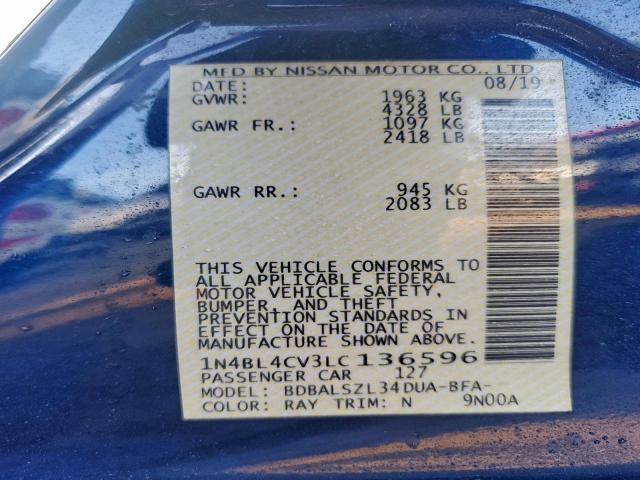 MFD BY NISSAN MOTOR CO., LTD
DATE: 08/19
GVWR: 1963 KG
4328 LB
GAWR FR.: 1097 KG
2418 LB
GAWR RR.: 945 KG
2083 LB
THIS VEHICLE CONFORMS TO
ALL APPLICABLE FEDERAL
MOTOR VEHICLE SAFETY,
BUMPER, AND THEFT
PREVENTION STANDARDS IN
EFFECT ON THE DATE OF
MANUFACTURE SHOWN ABOVE.
1N4BL4CV3LC136596
PASSENGER CAR 127
MODEL: BDBALSZL34DUA-BFA-
COLOR: RAY TRIM: N 9N00A